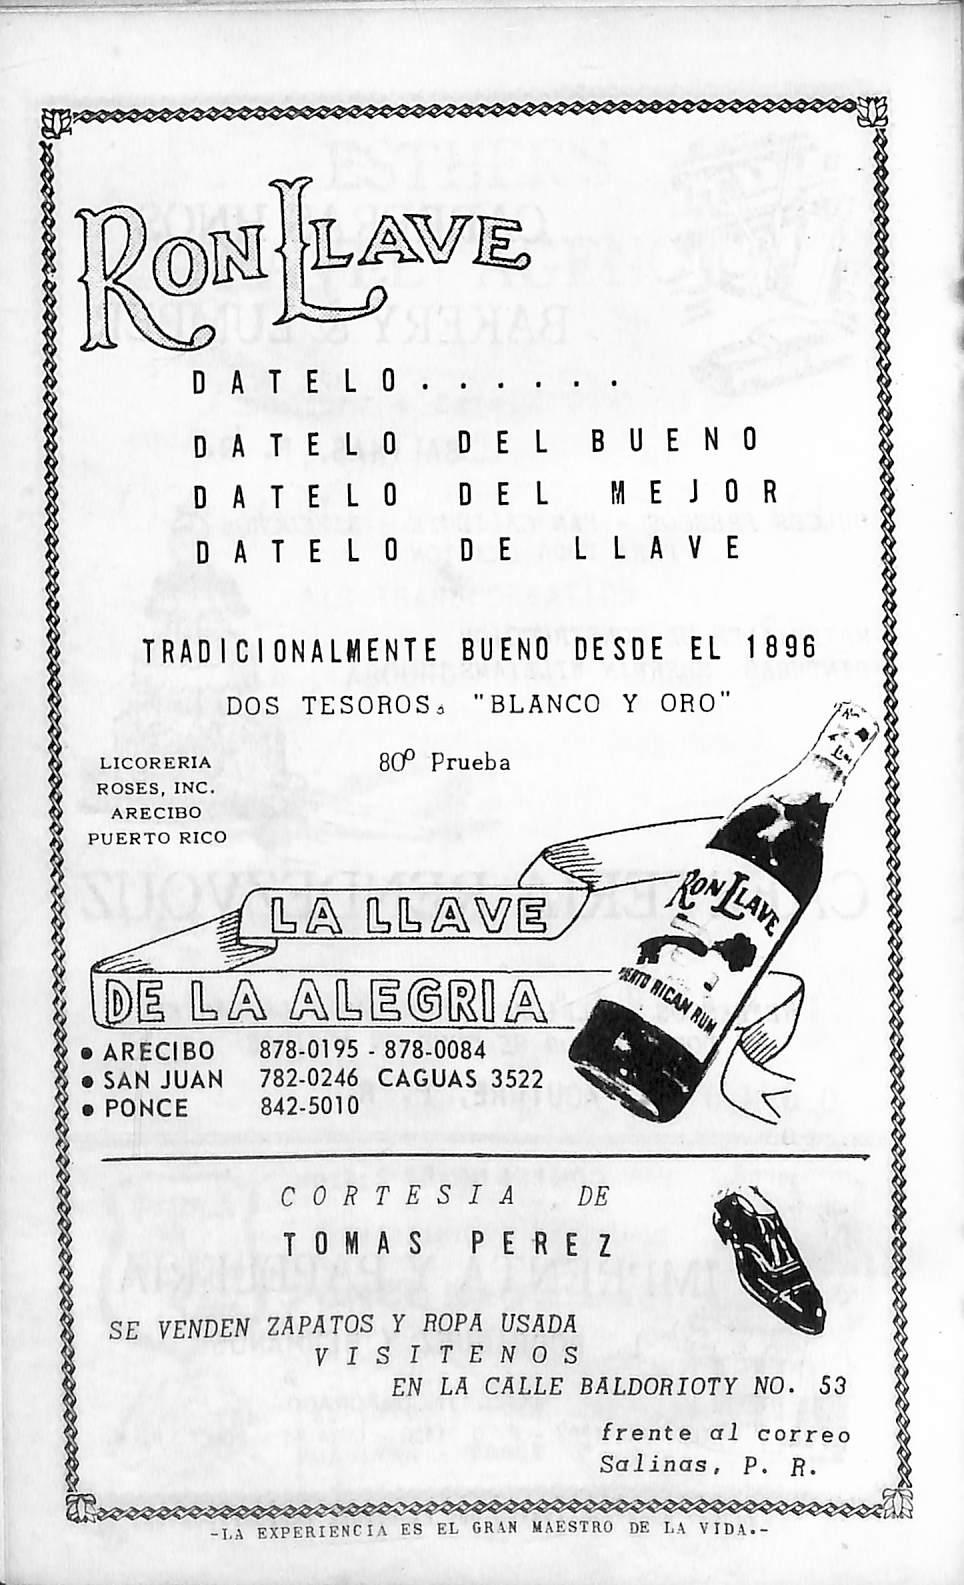 RON LLAVE
DATELO......
DATELO DEL BUENO
DATELO DEL MEJOR
DATELO DE LLAVE
TRADICIONALMENTE BUENO DESDE EL 1896
DOS TESOROS, "BLANCO Y ORO"
80º Prueba
LICORERIA
ROSES, INC.
ARECIBO
PUERTO RICO
RON LLAVE
PUERTO RICAN RUM
LA LLAVE
DE LA ALEGRIA
• ARECIBO 878-0195 - 878-0084
• SAN JUAN 782-0246 CAGUAS 3522
• PONCE 842-5010
CORTESIA DE
TOMAS PEREZ
SE VENDEN ZAPATOS Y ROPA USADA
VISITENOS
EN LA CALLE BALDORIOTY NO. 53
frente al correo
Salinas, P. R.
-LA EXPERIENCIA ES EL GRAN MAESTRO DE LA VIDA.-